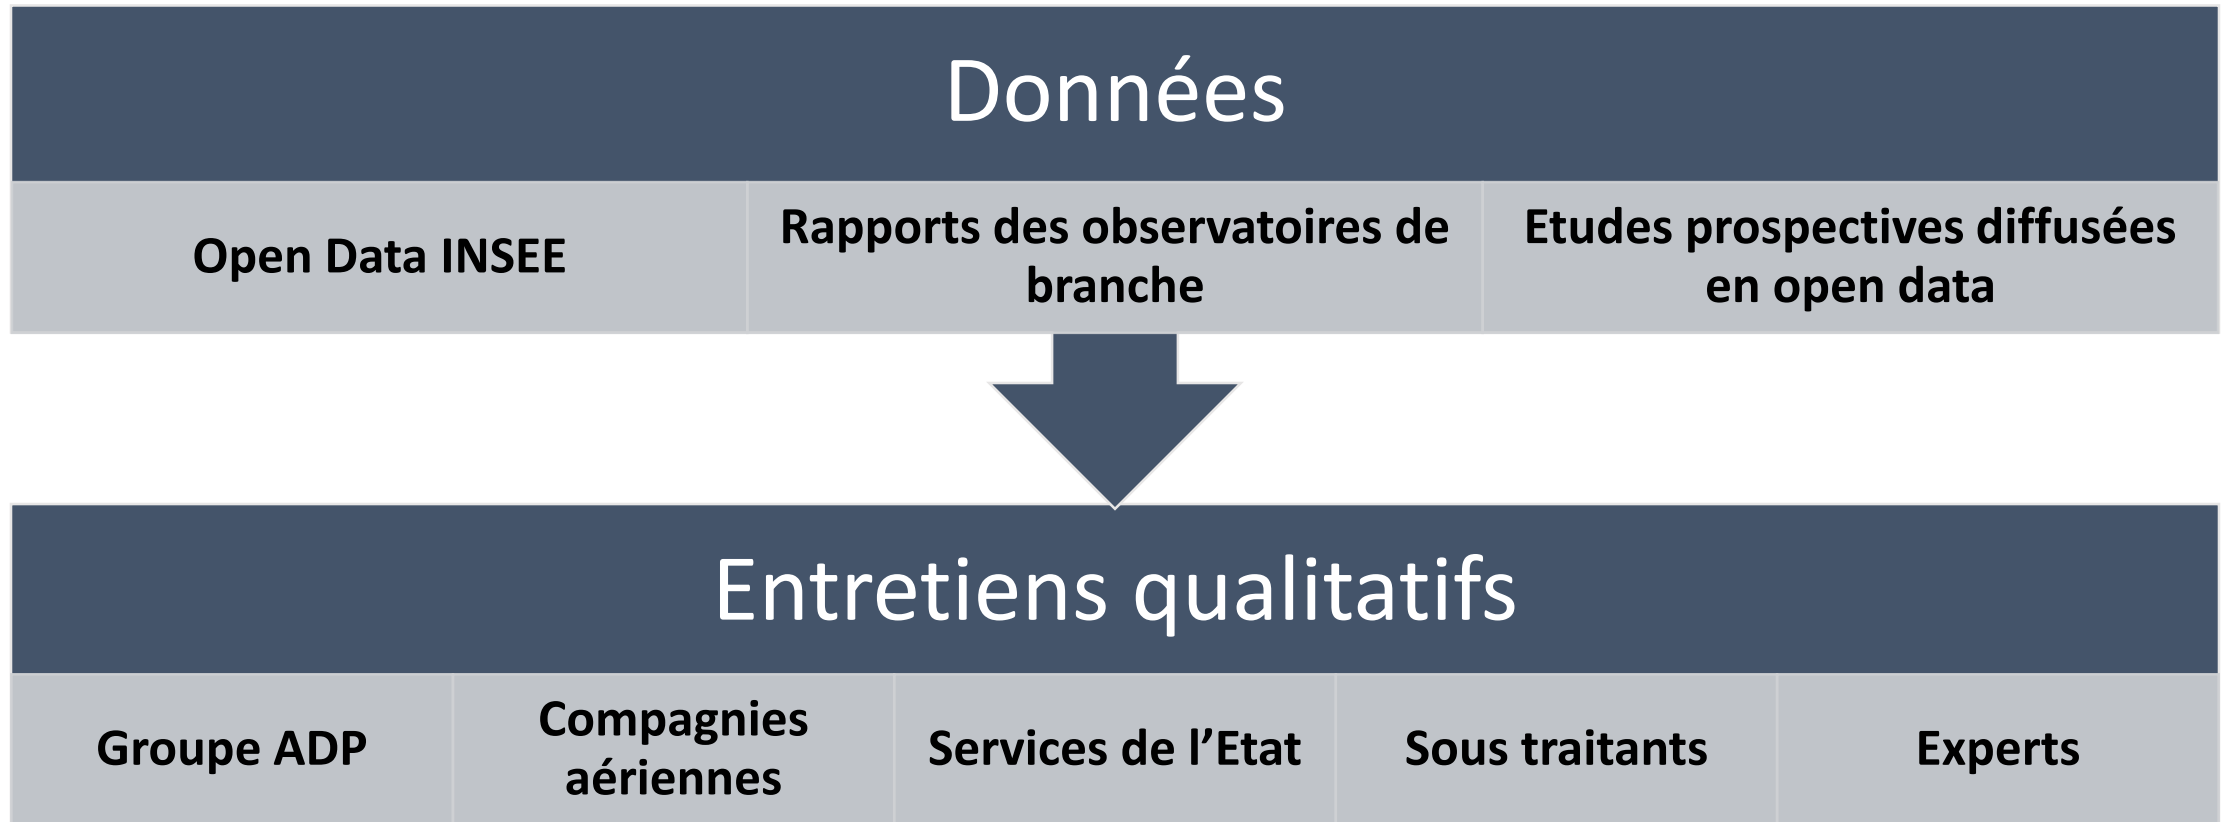 Données
Open Data INSEE
Rapports des observatoires de
branche
Etudes prospectives diffusées
en open data
Entretiens qualitatifs
Groupe ADP
Compagnies
aériennes
Services de l’Etat
Sous traitants
Experts